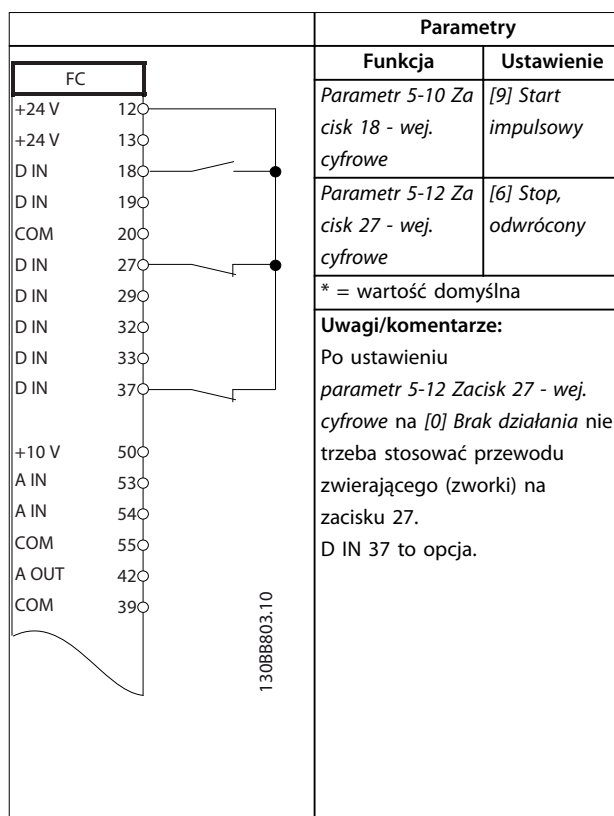 Parametry
Funkcja Ustawienie
FC
+24 V 12
+24 V 13
D IN 18
D IN 19
COM 20
D IN 27
D IN 29
D IN 32
D IN 33
D IN 37
+10 V 50
A IN 53
A IN 54
COM 55
A OUT 42
COM 39
130BB803.10
Parametr 5-10 Za
cisk 18 - wej.
cyfrowe
[9] Start
impulsowy
Parametr 5-12 Za
cisk 27 - wej.
cyfrowe
[6] Stop,
odwrócony
* = wartość domyślna
Uwagi/komentarze:
Po ustawieniu
parametr 5-12 Zacisk 27 - wej.
cyfrowe na [0] Brak działania nie
trzeba stosować przewodu
zwierającego (zworki) na
zacisku 27.
D IN 37 to opcja.